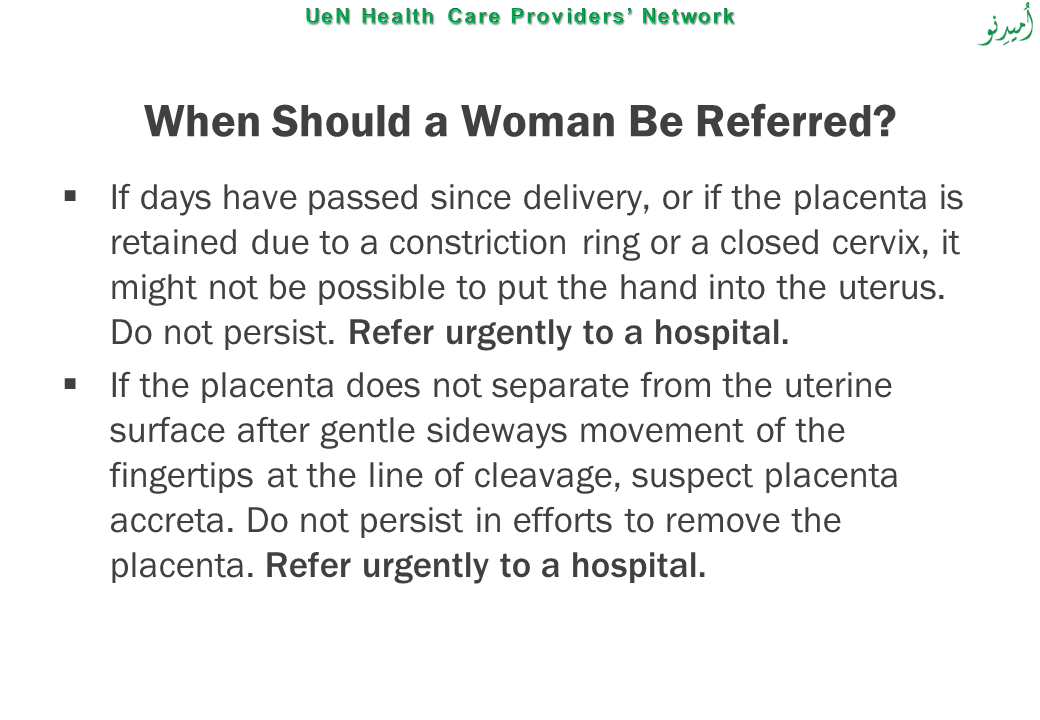 UeN Health Care Providers’ Network
أُميدِنو
When Should a Woman Be Referred?
▪ If days have passed since delivery, or if the placenta is
retained due to a constriction ring or a closed cervix, it
might not be possible to put the hand into the uterus.
Do not persist. Refer urgently to a hospital.
▪ If the placenta does not separate from the uterine
surface after gentle sideways movement of the
fingertips at the line of cleavage, suspect placenta
accreta. Do not persist in efforts to remove the
placenta. Refer urgently to a hospital.